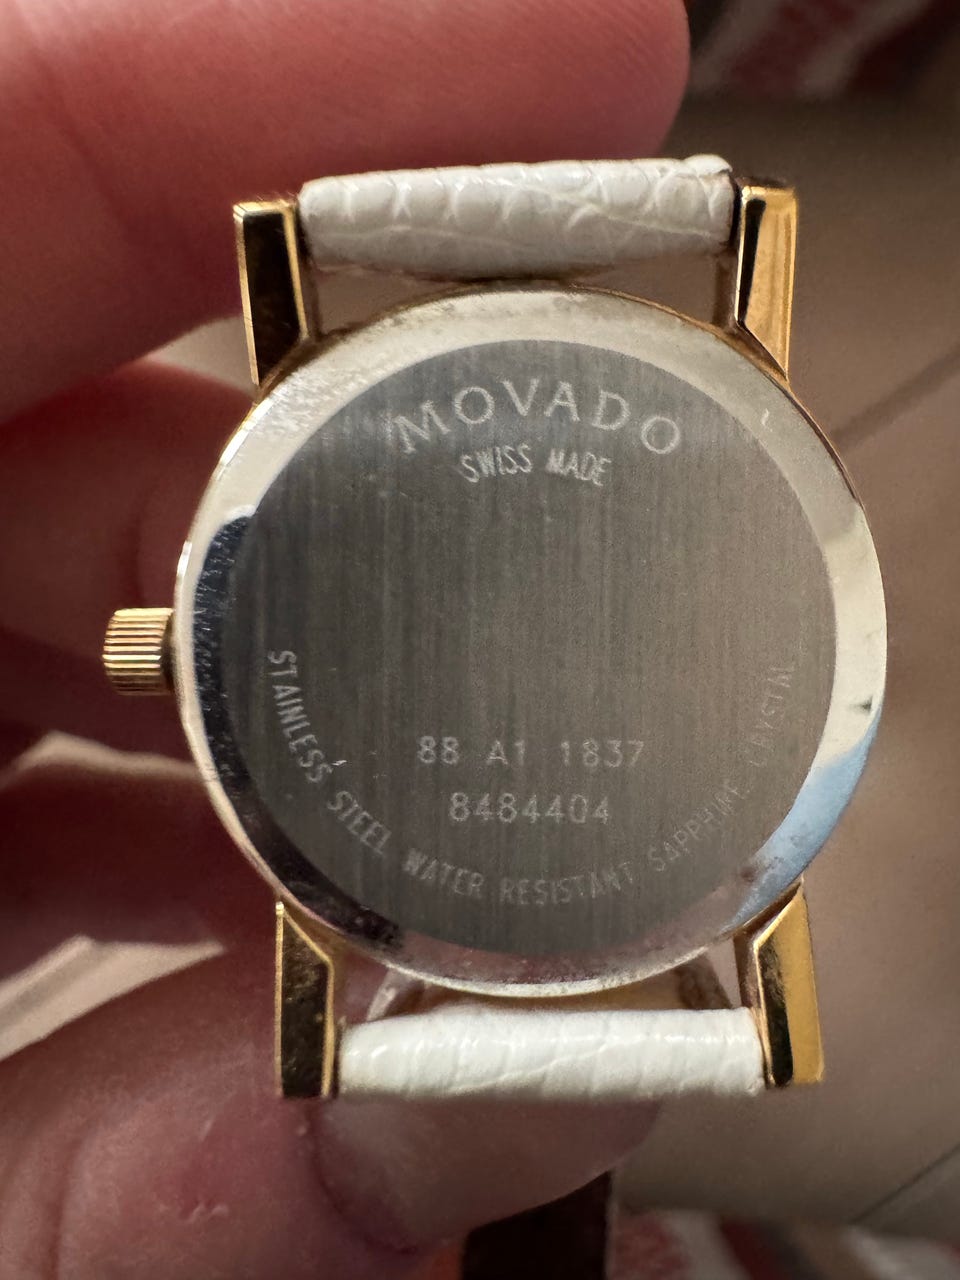 MOVADO
SWISS MADE
88 A1 1837
8484404
STAINLESS STEEL WATER RESISTANT SAPPHIRE CRYSTAL